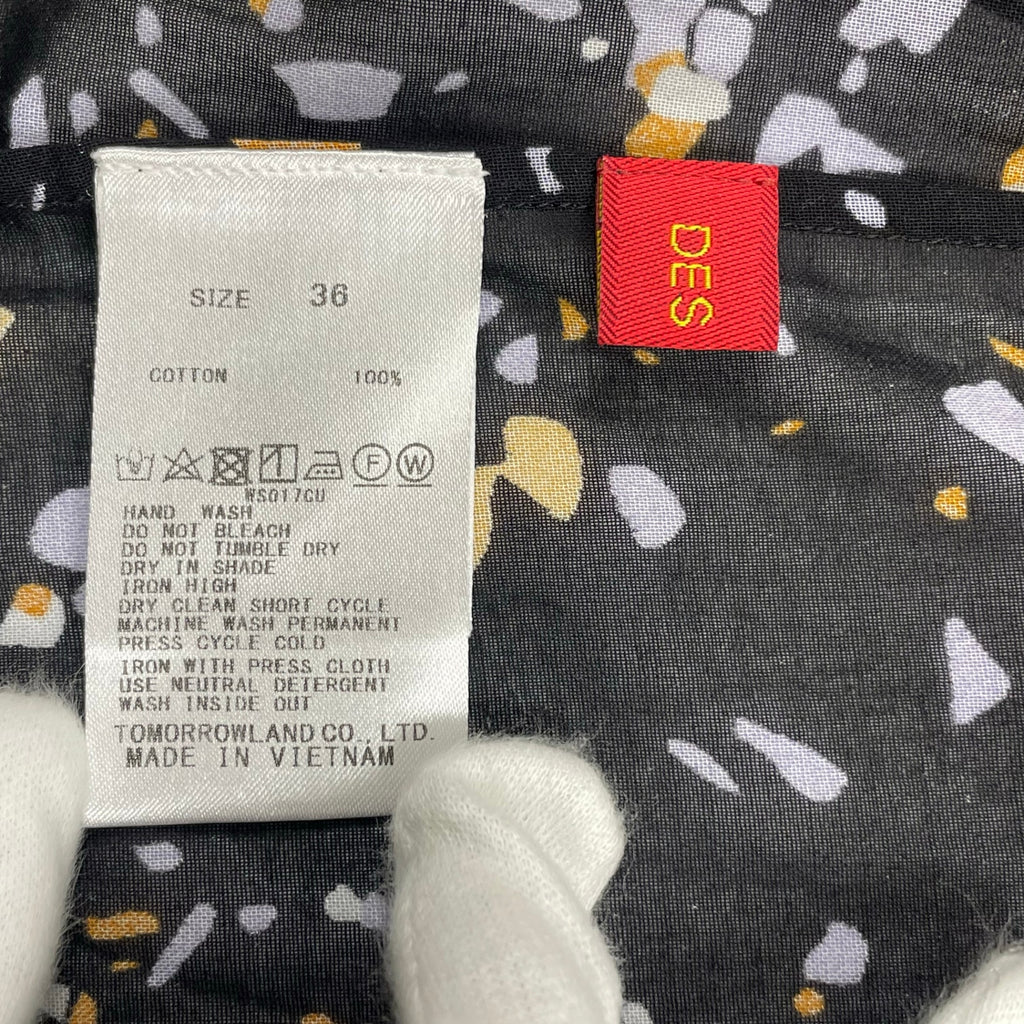 SIZE 36
COTTON 100%
F W
WS017CU
HAND WASH
DO NOT BLEACH
DO NOT TUMBLE DRY
DRY IN SHADE
IRON HIGH
DRY CLEAN SHORT CYCLE
MACHINE WASH PERMANENT
PRESS CYCLE COLD
IRON WITH PRESS CLOTH
USE NEUTRAL DETERGENT
WASH INSIDE OUT
TOMORROWLAND CO., LTD.
MADE IN VIETNAM
DES